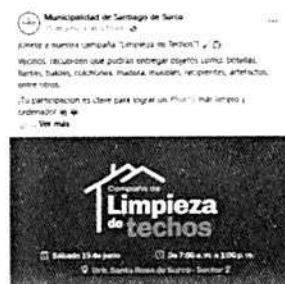 Municipalidad de Santiago de Surco
¡Únete a nuestra campaña "Limpieza de Techos"!
Vecinos, recuerden que podrán entregar objetos como: botellas,
llantas, baldes, colchones, madera, muebles, recipientes, artefactos,
entre otros.
¡Tu participación es clave para lograr un más limpio y
ordenado!
... Ver más
Campaña de
Limpieza
de techos
Sábado 15 de junio
De 7:00 a. m. a 1:00 p. m.
Urb. Santa Rosa de Surco - Sector 2